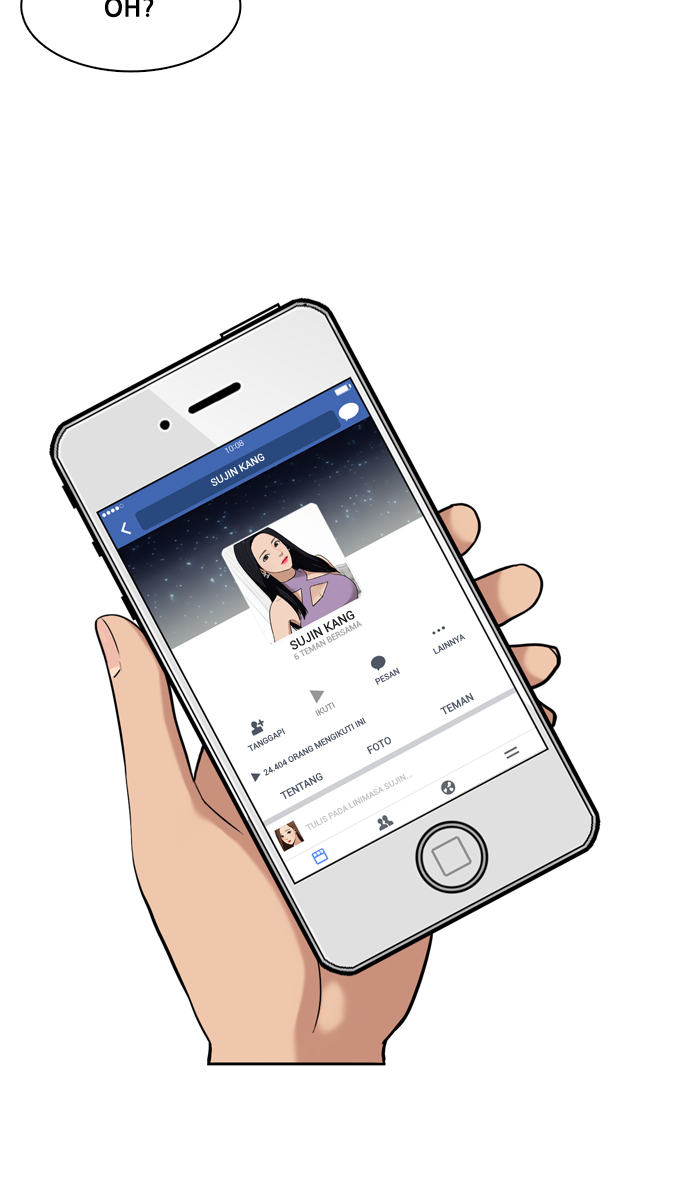 OH?
10:08
SUJIN KANG
SUJIN KANG
6 TEMAN BERSAMA
TANGGAPI
IKUTI
PESAN
LAINNYA
24.404 ORANG MENGIKUTI INI
TENTANG
FOTO
TEMAN
TULIS PADA LINIMASA SUJIN...